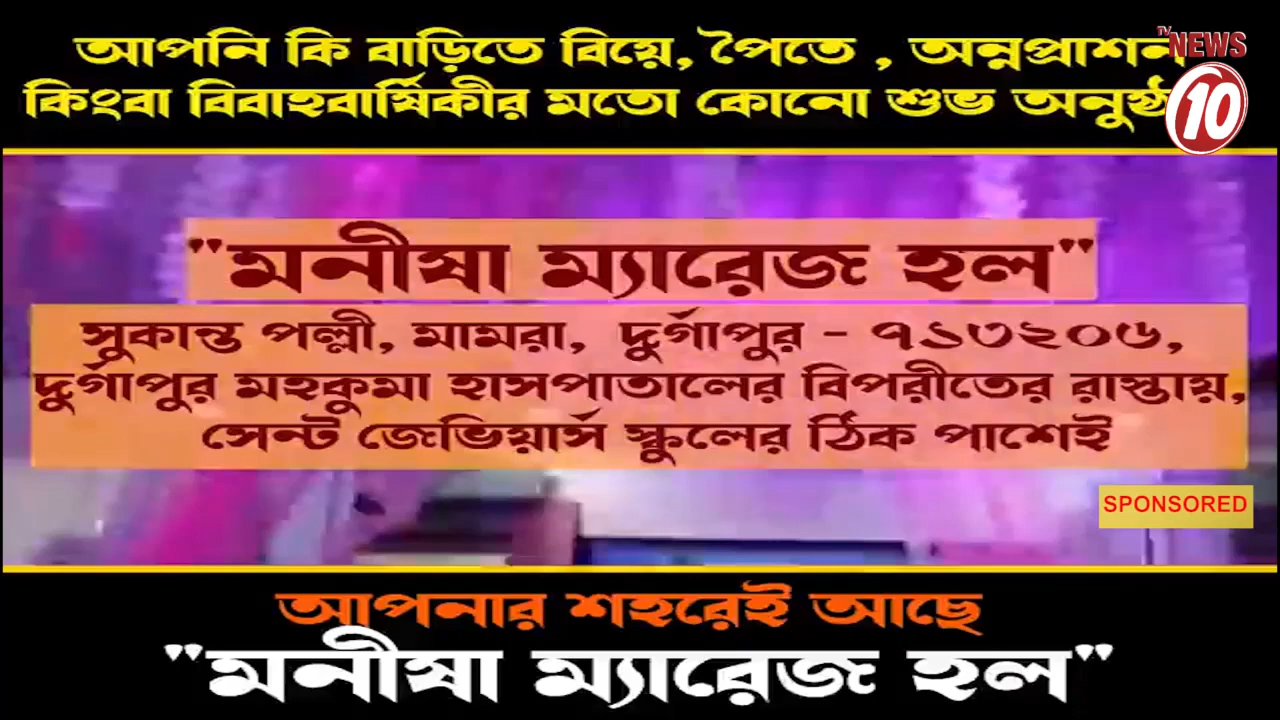 আপনি কি বাড়িতে বিয়ে, পৈতে , অন্নপ্রাশন
কিংবা বিবাহবার্ষিকীর মতো কোনো শুভ
TV NEWS
10
"মনীষা ম্যারেজ হল"
সুকান্ত পল্লী, মামরা, দুর্গাপুর - ৭১৩২০৬,
দুর্গাপুর মহকুমা হাসপাতালের বিপরীতের রাস্তায়,
সেন্ট জেভিয়ার্স স্কুলের ঠিক পাশেই
SPONSORED
আপনার শহরেই আছে
"মনীষা ম্যারেজ হল"